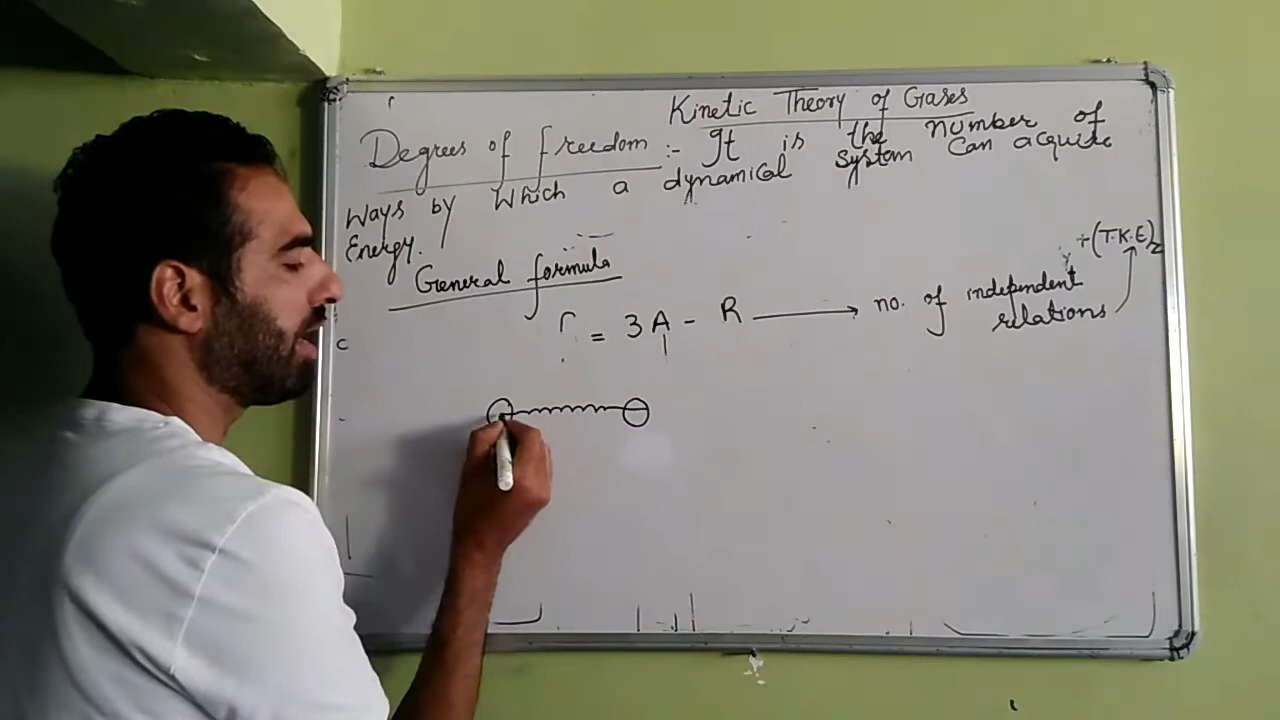 Kinetic Theory of Gases
Degrees of freedom :- It is the number of
Ways by Which a dynamical system Can acquire
Energy.
General formula
+(T.K.E)z
= 3A - R → no. of independent
relations